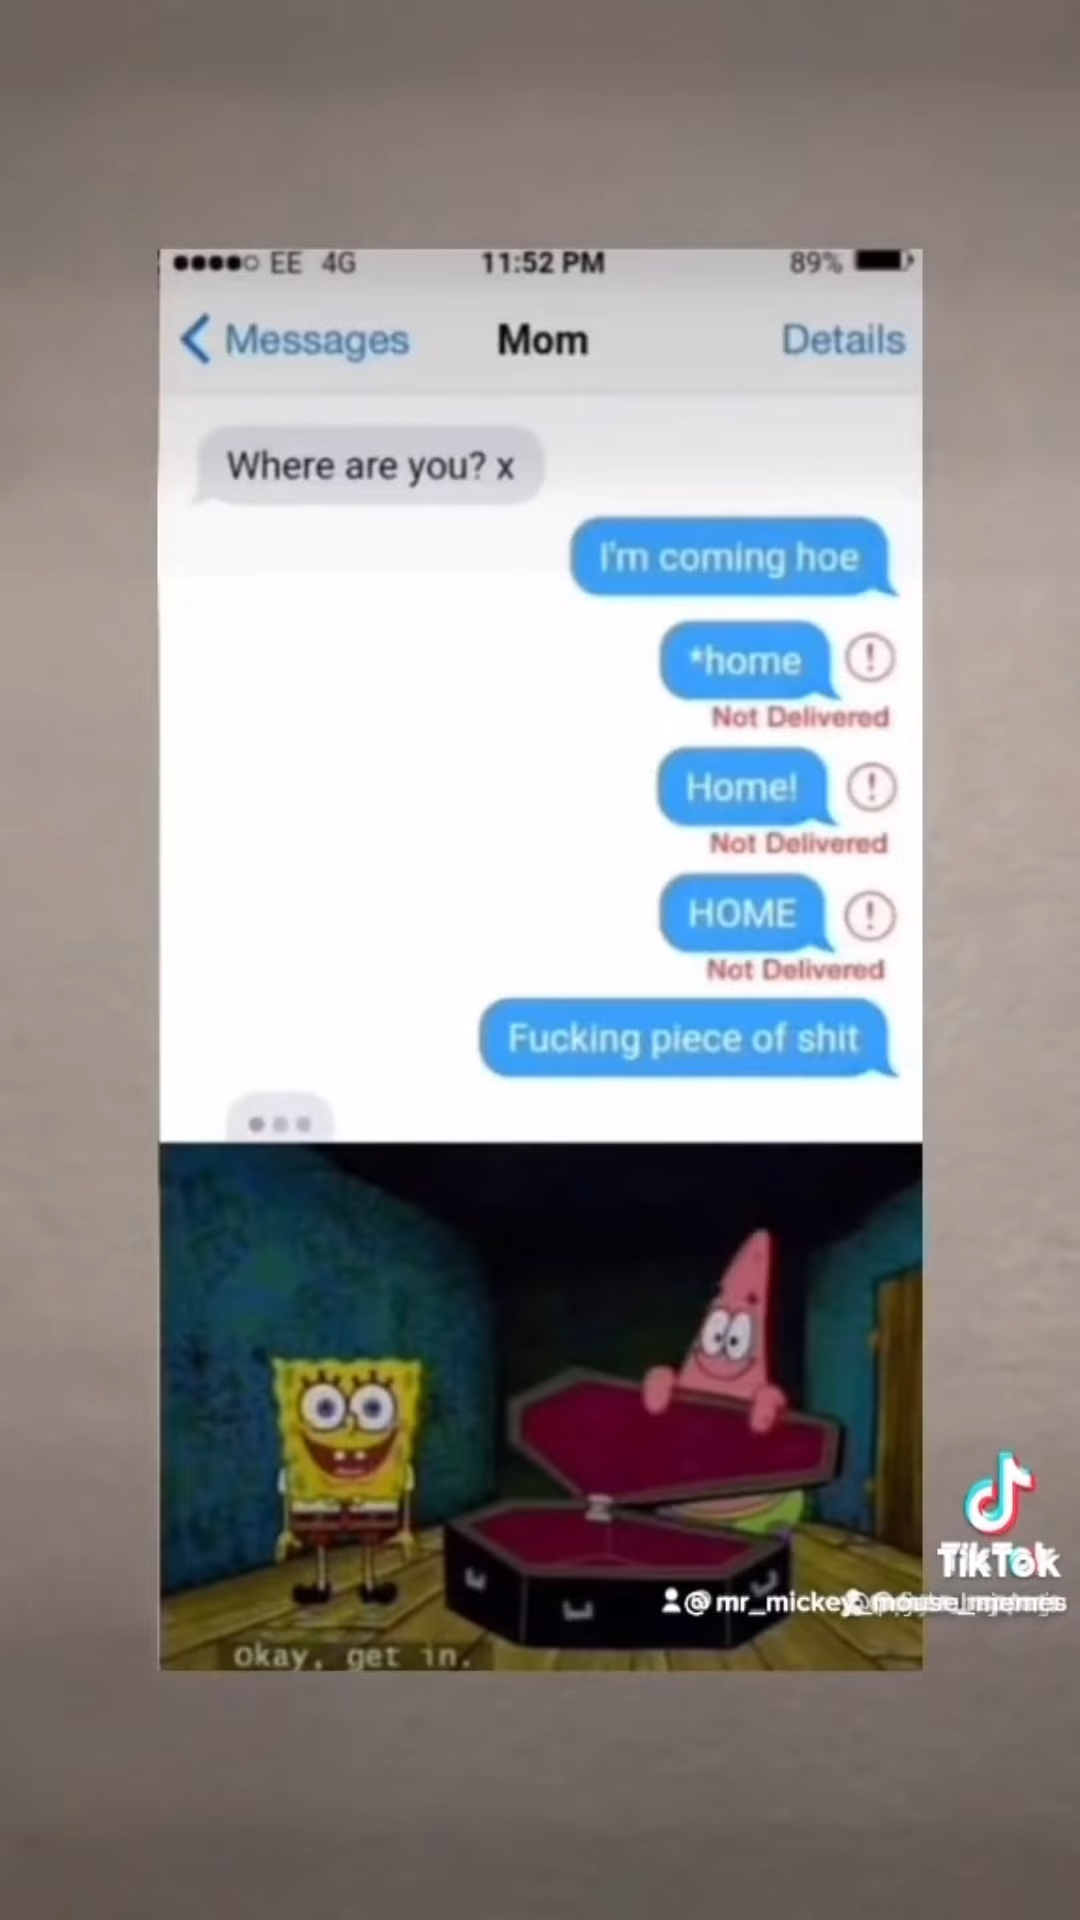 EE 4G 11:52 PM 89%
Messages Mom Details
Where are you? x
I'm coming hoe
*home
Not Delivered
Home!
Not Delivered
HOME
Not Delivered
Fucking piece of shit
Okay, get in.
TikTok
@mr_mickey_mouse_memes